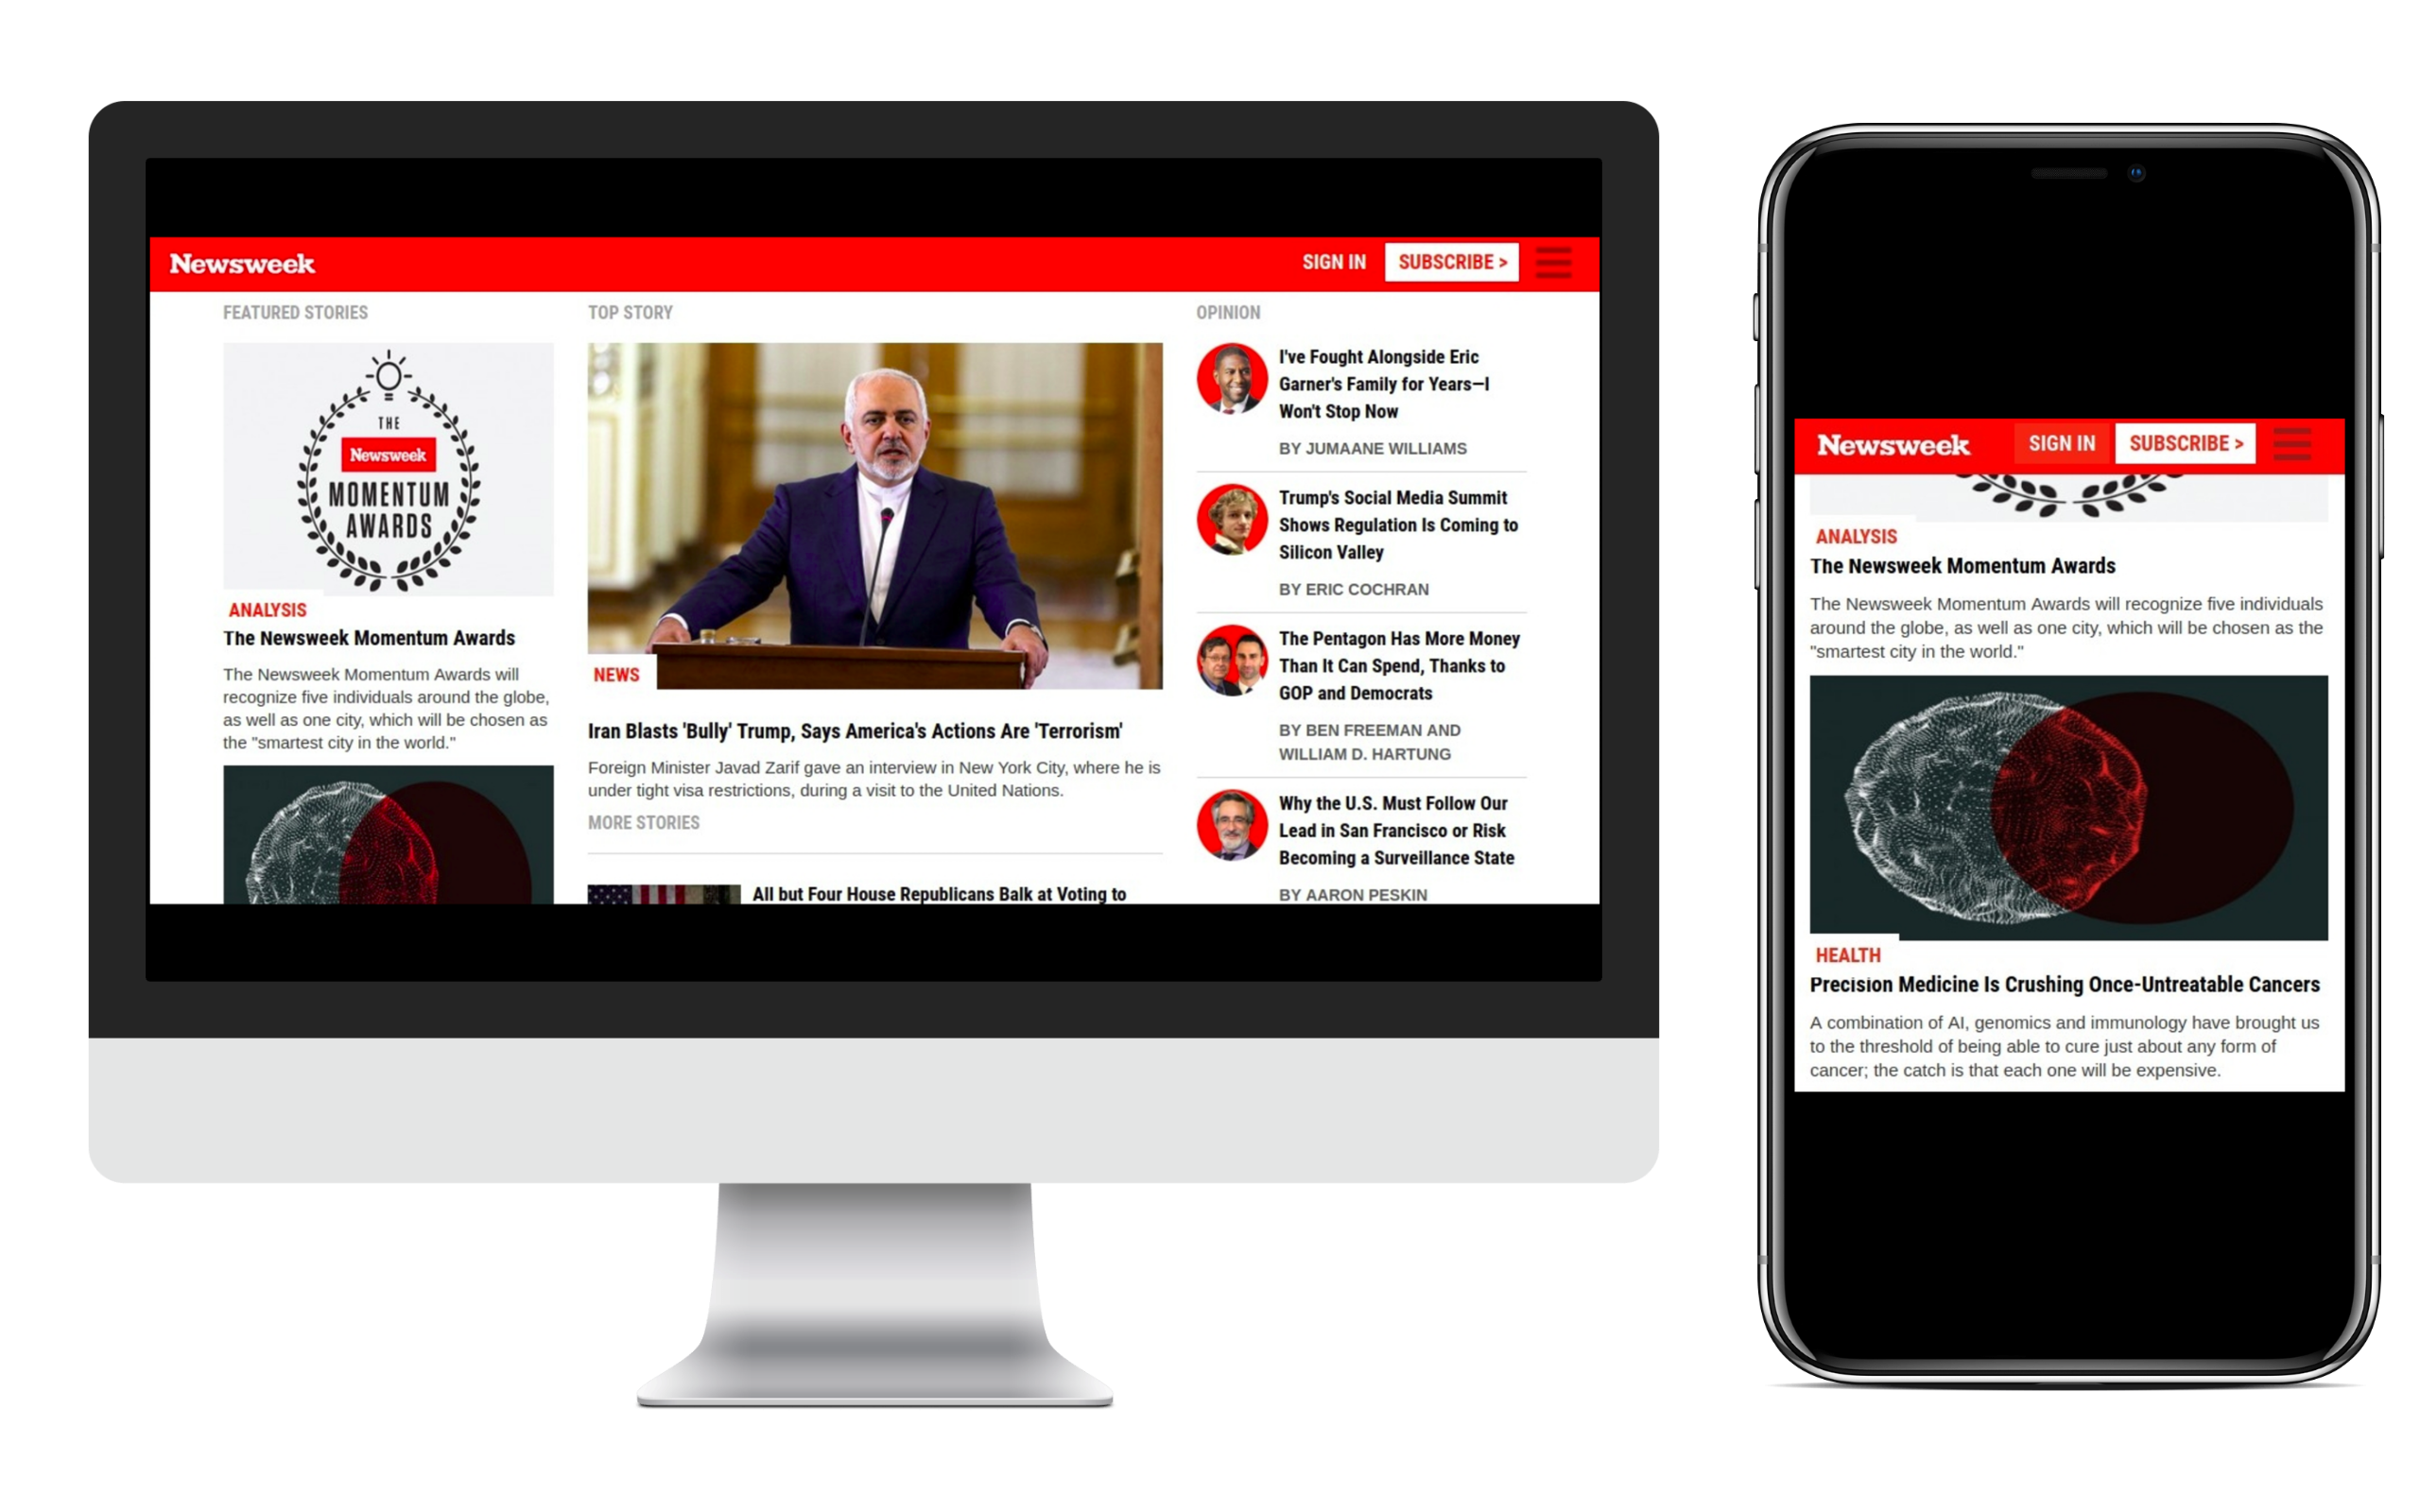 Newsweek
SIGN IN
SUBSCRIBE >
FEATURED STORIES
THE
Newsweek
MOMENTUM
AWARDS
ANALYSIS
The Newsweek Momentum Awards
The Newsweek Momentum Awards will
recognize five individuals around the globe,
as well as one city, which will be chosen as
the "smartest city in the world."
TOP STORY
NEWS
Iran Blasts 'Bully' Trump, Says America's Actions Are 'Terrorism'
Foreign Minister Javad Zarif gave an interview in New York City, where he is
under tight visa restrictions, during a visit to the United Nations.
MORE STORIES
All but Four House Republicans Balk at Voting to
OPINION
I've Fought Alongside Eric
Garner's Family for Years—I
Won't Stop Now
BY JUMAANE WILLIAMS
Trump's Social Media Summit
Shows Regulation Is Coming to
Silicon Valley
BY ERIC COCHRAN
The Pentagon Has More Money
Than It Can Spend, Thanks to
GOP and Democrats
BY BEN FREEMAN AND
WILLIAM D. HARTUNG
Why the U.S. Must Follow Our
Lead in San Francisco or Risk
Becoming a Surveillance State
BY AARON PESKIN
Newsweek
SIGN IN
SUBSCRIBE >
ANALYSIS
The Newsweek Momentum Awards
The Newsweek Momentum Awards will recognize five individuals
around the globe, as well as one city, which will be chosen as the
"smartest city in the world."
HEALTH
Precision Medicine Is Crushing Once-Untreatable Cancers
A combination of AI, genomics and immunology have brought us
to the threshold of being able to cure just about any form of
cancer; the catch is that each one will be expensive.